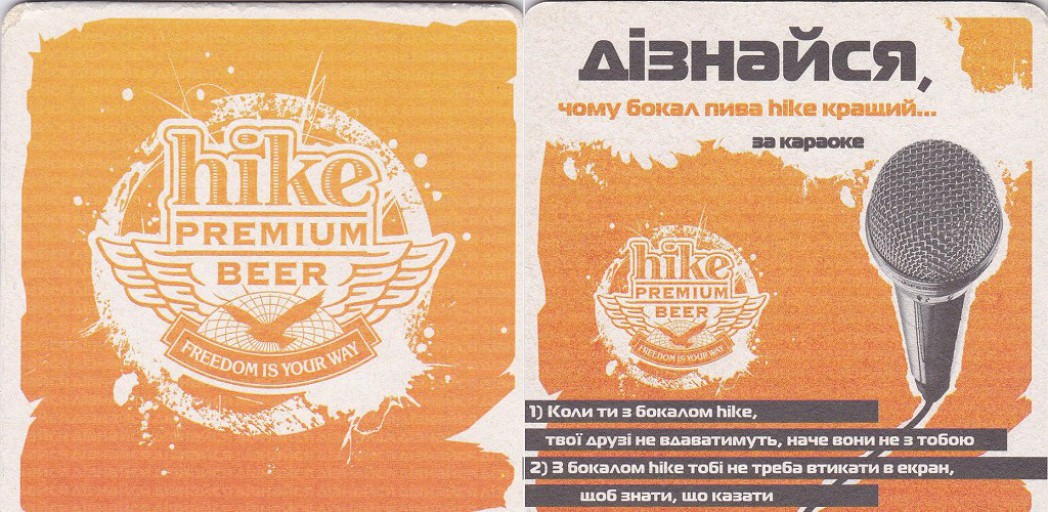 hike
PREMIUM
BEER
FREEDOM IS YOUR WAY
Дізнайся,
чому бокал пива hike кращий...
за караоке
hike
PREMIUM
BEER
FREEDOM IS YOUR WAY
1) Коли ти з бокалом hike,
твої друзі не вдаватимуть, наче вони не з тобою
2) З бокалом hike тобі не треба втикати в екран,
щоб знати, що казати